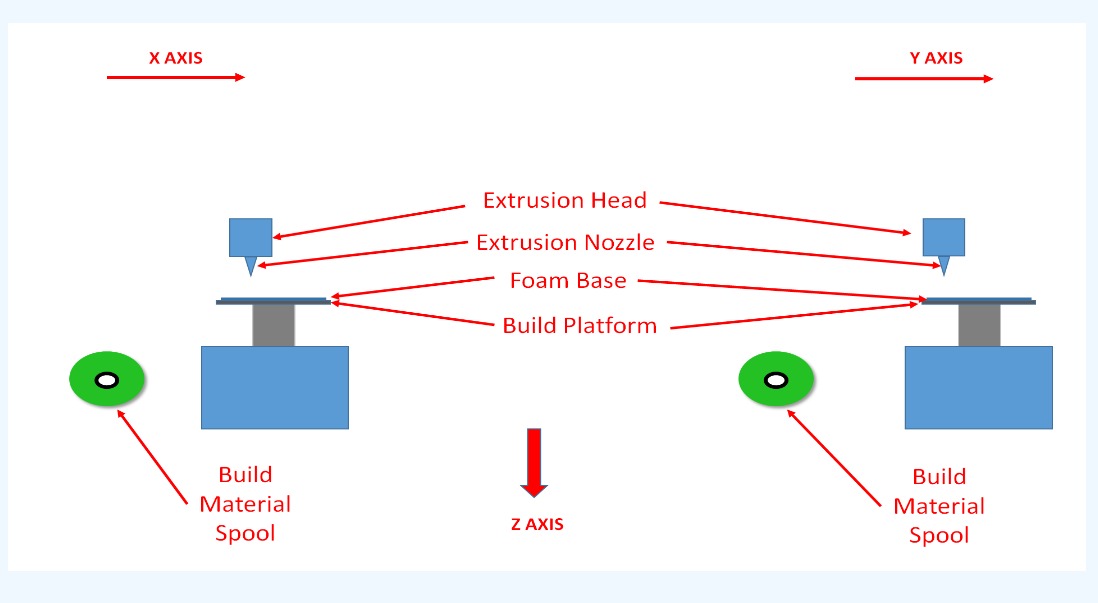 X AXIS
Y AXIS
Extrusion Head
Extrusion Nozzle
Foam Base
Build Platform
Build
Material
Spool
Build
Material
Spool
Z AXIS